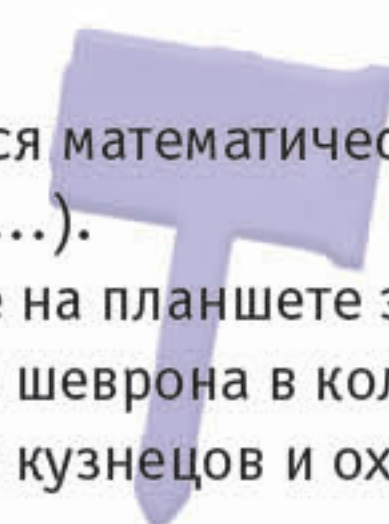 ся математичес
...).
е на планшете з
шеврона в кол
кузнецов и ох